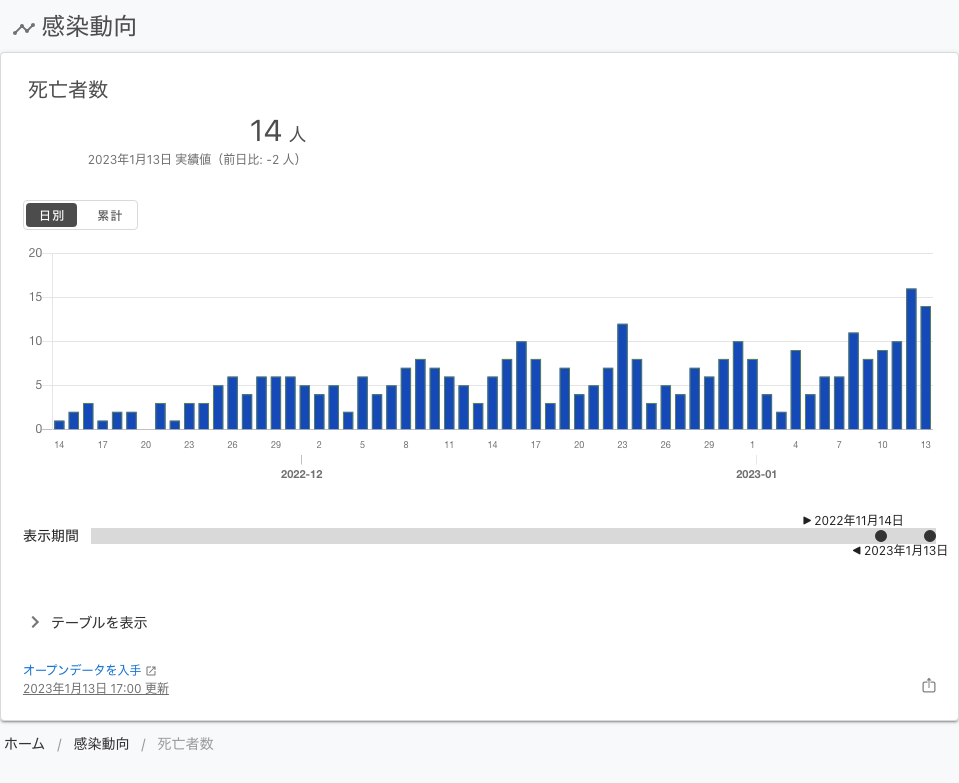 感染動向
死亡者数
14 人
2023年1月13日 実績値（前日比: -2 人）
日別 累計
20
15
10
5
0
14 17 20 23 26 29 2 5 8 11 14 17 20 23 26 29 1 4 7 10 13
2022-12 2023-01
2022年11月14日
表示期間
2023年1月13日
テーブルを表示
オープンデータを入手
2023年1月13日 17:00 更新
ホーム / 感染動向 / 死亡者数